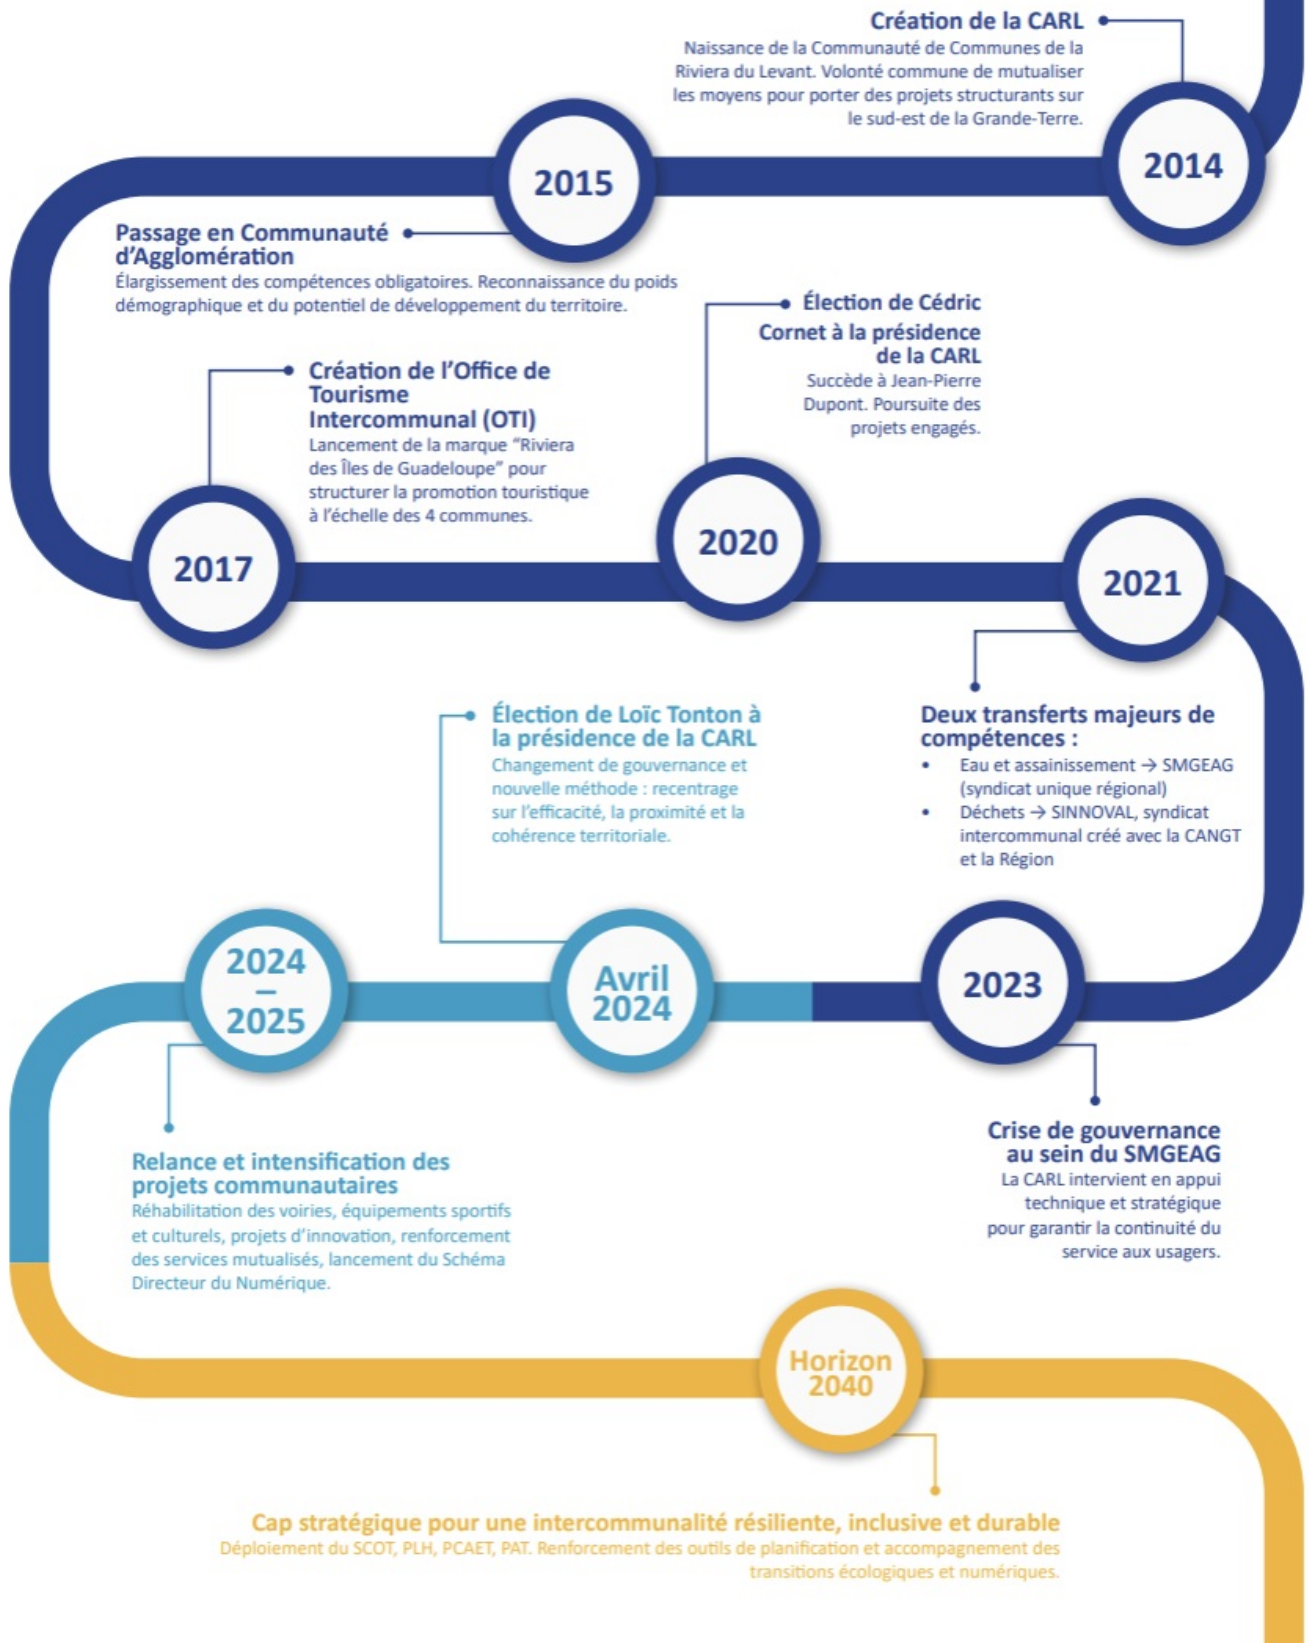 Création de la CARL
Naissance de la Communauté de Communes de la
Riviera du Levant. Volonté commune de mutualiser
les moyens pour porter des projets structurants sur
le sud-est de la Grande-Terre.
2014
2015
Passage en Communauté
d’Agglomération
Élargissement des compétences obligatoires. Reconnaissance du poids
démographique et du potentiel de développement du territoire.
Création de l’Office de
Tourisme
Intercommunal (OTI)
Lancement de la marque “Riviera
des Îles de Guadeloupe” pour
structurer la promotion touristique
à l’échelle des 4 communes.
2017
Élection de Cédric
Cornet à la présidence
de la CARL
Succède à Jean-Pierre
Dupont. Poursuite des
projets engagés.
2020
2021
Deux transferts majeurs de
compétences :
• Eau et assainissement → SMGEAG
(syndicat unique régional)
• Déchets → SINNOVAL, syndicat
intercommunal créé avec la CANGT
et la Région
2023
Crise de gouvernance
au sein du SMGEAG
La CARL intervient en appui
technique et stratégique
pour garantir la continuité du
service aux usagers.
Élection de Loïc Tonton à
la présidence de la CARL
Changement de gouvernance et
nouvelle méthode : recentrage
sur l’efficacité, la proximité et la
cohérence territoriale.
Avril
2024
2024
–
2025
Relance et intensification des
projets communautaires
Réhabilitation des voiries, équipements sportifs
et culturels, projets d’innovation, renforcement
des services mutualisés, lancement du Schéma
Directeur du Numérique.
Horizon
2040
Cap stratégique pour une intercommunalité résiliente, inclusive et durable
Déploiement du SCOT, PLH, PCAET, PAT. Renforcement des outils de planification et accompagnement des
transitions écologiques et numériques.